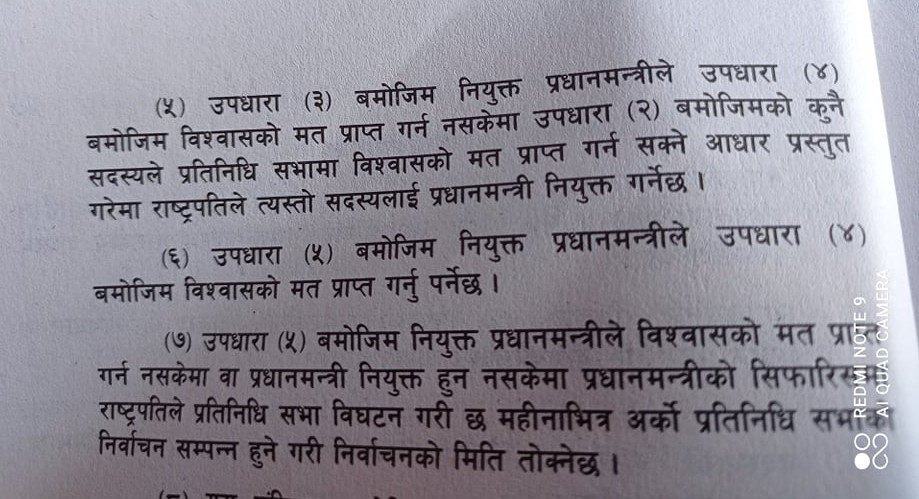 (५) उपधारा (३) बमोजिम नियुक्त प्रधानमन्त्रीले उपधारा (४)
बमोजिम विश्वासको मत प्राप्त गर्न नसकेमा उपधारा (२) बमोजिमको कुनै
सदस्यले प्रतिनिधि सभामा विश्वासको मत प्राप्त गर्न सक्ने आधार प्रस्तुत
गरेमा राष्ट्रपतिले त्यस्तो सदस्यलाई प्रधानमन्त्री नियुक्त गर्नेछ ।
(६) उपधारा (५) बमोजिम नियुक्त प्रधानमन्त्रीले उपधारा (४)
बमोजिम विश्वासको मत प्राप्त गर्नु पर्नेछ ।
(७) उपधारा (५) बमोजिम नियुक्त प्रधानमन्त्रीले विश्वासको मत
गर्न नसकेमा वा प्रधानमन्त्री नियुक्त हुन नसकेमा प्रधानमन्त्रीको
राष्ट्रपतिले प्रतिनिधि सभा विघटन गरी छ महीनाभित्र अर्को प्रतिनिधि
निर्वाचन सम्पन्न हुने गरी निर्वाचनको मिति तोक्नेछ ।
REDMI NOTE 9
AI QUAD CAMERA